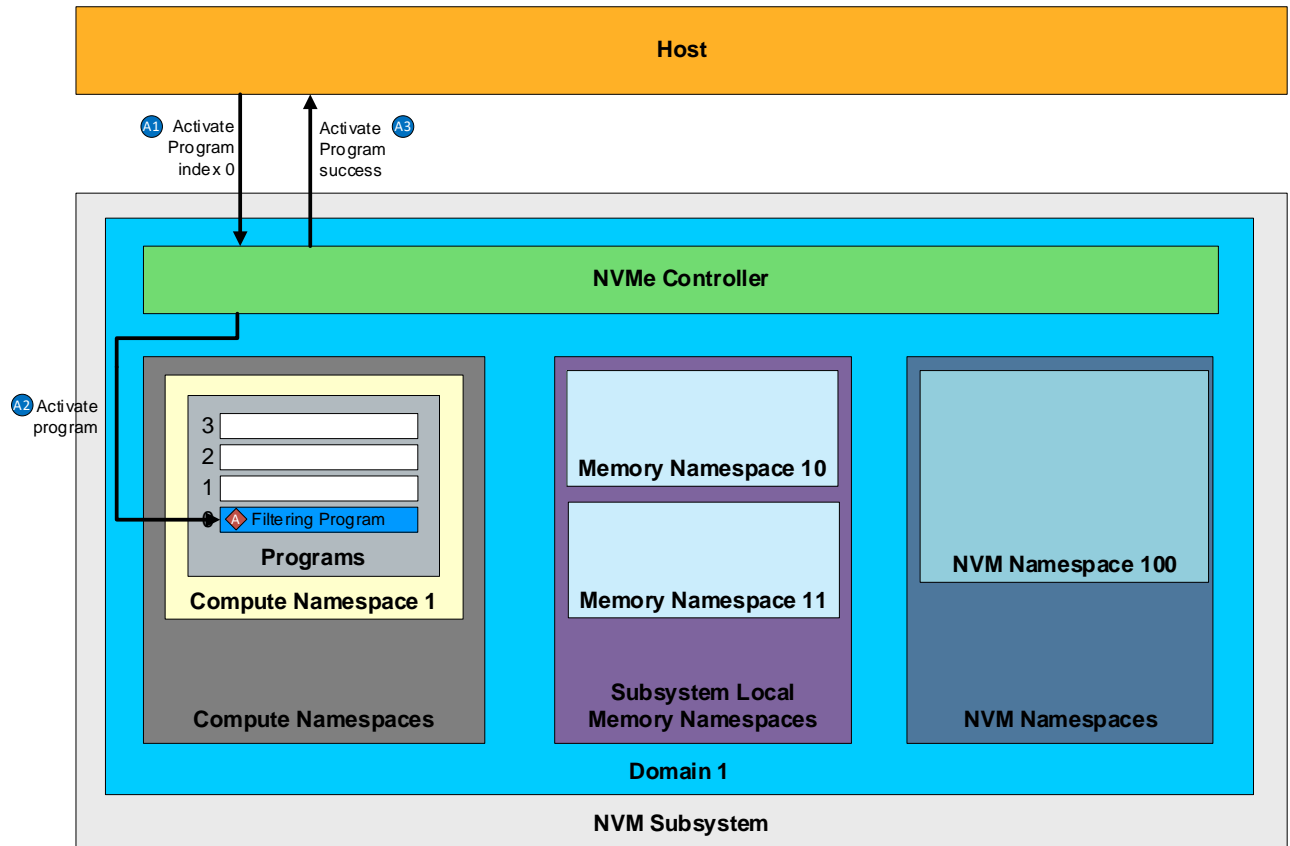 Host
A1 Activate
Program
index 0
Activate A3
Program
success
NVMe Controller
A2 Activate
program
3
2
1
0 A Filtering Program
Programs
Compute Namespace 1
Compute Namespaces
Memory Namespace 10
Memory Namespace 11
Subsystem Local
Memory Namespaces
NVM Namespace 100
NVM Namespaces
Domain 1
NVM Subsystem